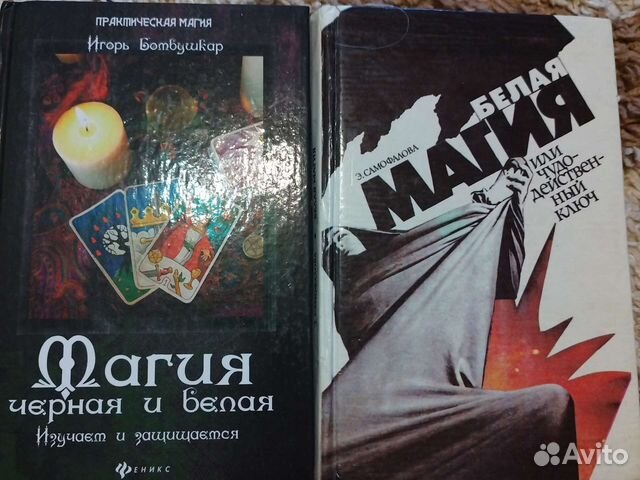 ПРАКТИЧЕСКАЯ МАГИЯ
Игорь Бомбушкар
Магия
черная и белая
Изучаем и защищаемся
ФЕНИКС
БЕЛАЯ
МАГИЯ
Э. САМОФАЛОВА
ИЛИ
ЧУДО-
ДЕЙСТВЕН-
НЫЙ
КЛЮЧ
Avito